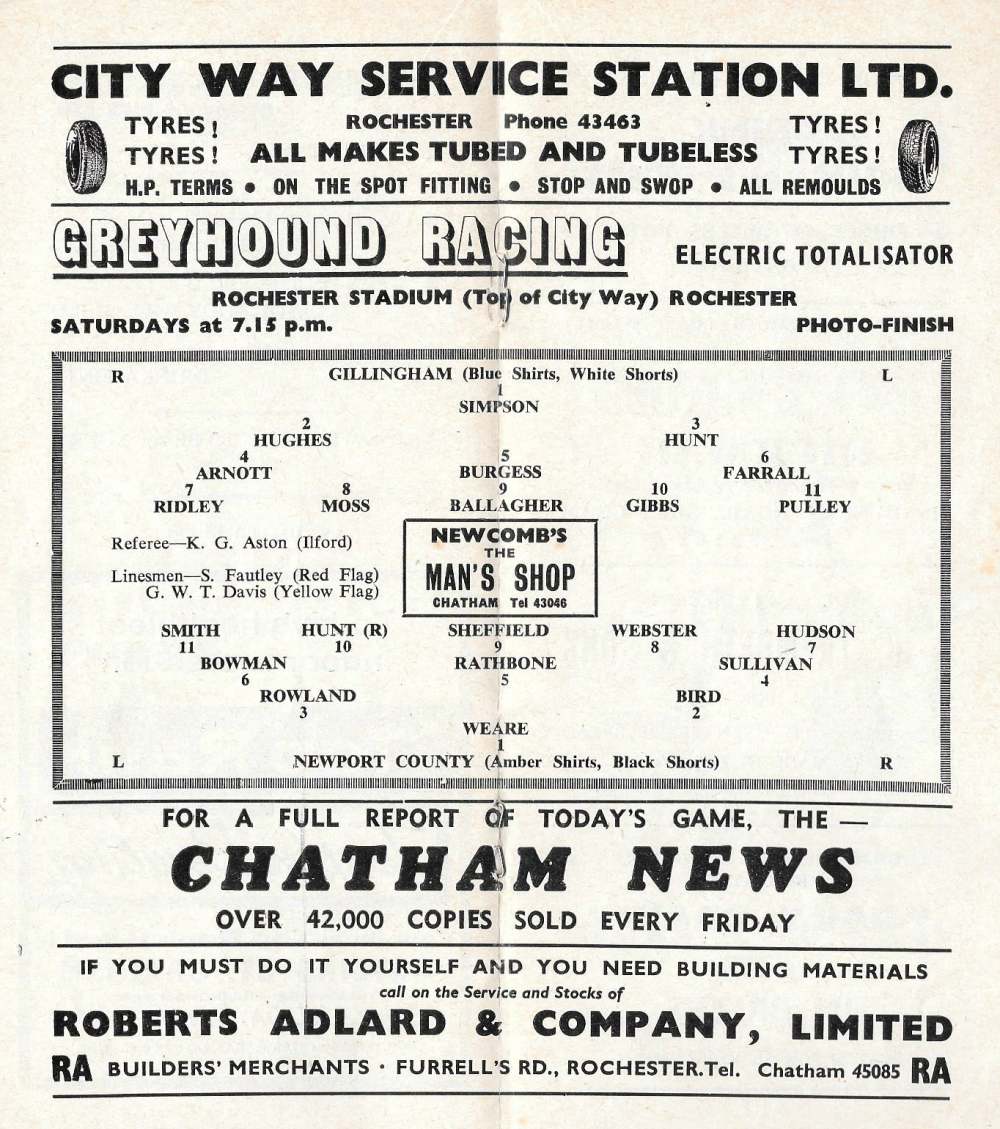 CITY WAY SERVICE STATION LTD.
TYRES! ROCHESTER Phone 43463 TYRES!
TYRES! ALL MAKES TUBED AND TUBELESS TYRES!
H.P. TERMS • ON THE SPOT FITTING • STOP AND SWOP • ALL REMOULDS
GREYHOUND RACING ELECTRIC TOTALISATOR
ROCHESTER STADIUM (Top of City Way) ROCHESTER
SATURDAYS at 7.15 p.m. PHOTO-FINISH
R GILLINGHAM (Blue Shirts, White Shorts) L
1
SIMPSON
2 3
HUGHES HUNT
4 5 6
ARNOTT BURGESS FARRALL
7 8 9 10 11
RIDLEY MOSS BALLAGHER GIBBS PULLEY
Referee—K. G. Aston (Ilford)
Linesmen—S. Fautley (Red Flag)
G. W. T. Davis (Yellow Flag)
NEWCOMB'S
THE
MAN'S SHOP
CHATHAM Tel 43046
SMITH HUNT (R) SHEFFIELD WEBSTER HUDSON
11 10 9 8 7
BOWMAN RATHBONE SULLIVAN
6 5 4
ROWLAND BIRD
3 2
WEARE
1
L NEWPORT COUNTY (Amber Shirts, Black Shorts) R
FOR A FULL REPORT OF TODAY'S GAME, THE —
CHATHAM NEWS
OVER 42,000 COPIES SOLD EVERY FRIDAY
IF YOU MUST DO IT YOURSELF AND YOU NEED BUILDING MATERIALS
call on the Service and Stocks of
ROBERTS ADLARD & COMPANY, LIMITED
RA BUILDERS' MERCHANTS · FURRELL'S RD., ROCHESTER.Tel. Chatham 45085 RA